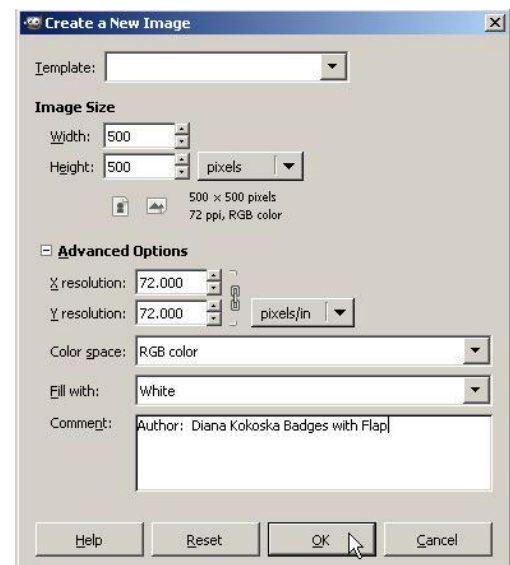 Create a New Image
Template:
Image Size
Width: 500
Height: 500 pixels
500 × 500 pixels
72 ppi, RGB color
Advanced Options
X resolution: 72.000
Y resolution: 72.000 pixels/in
Color space: RGB color
Fill with: White
Comment: Author: Diana Kokoska Badges with Flap
Help Reset OK Cancel